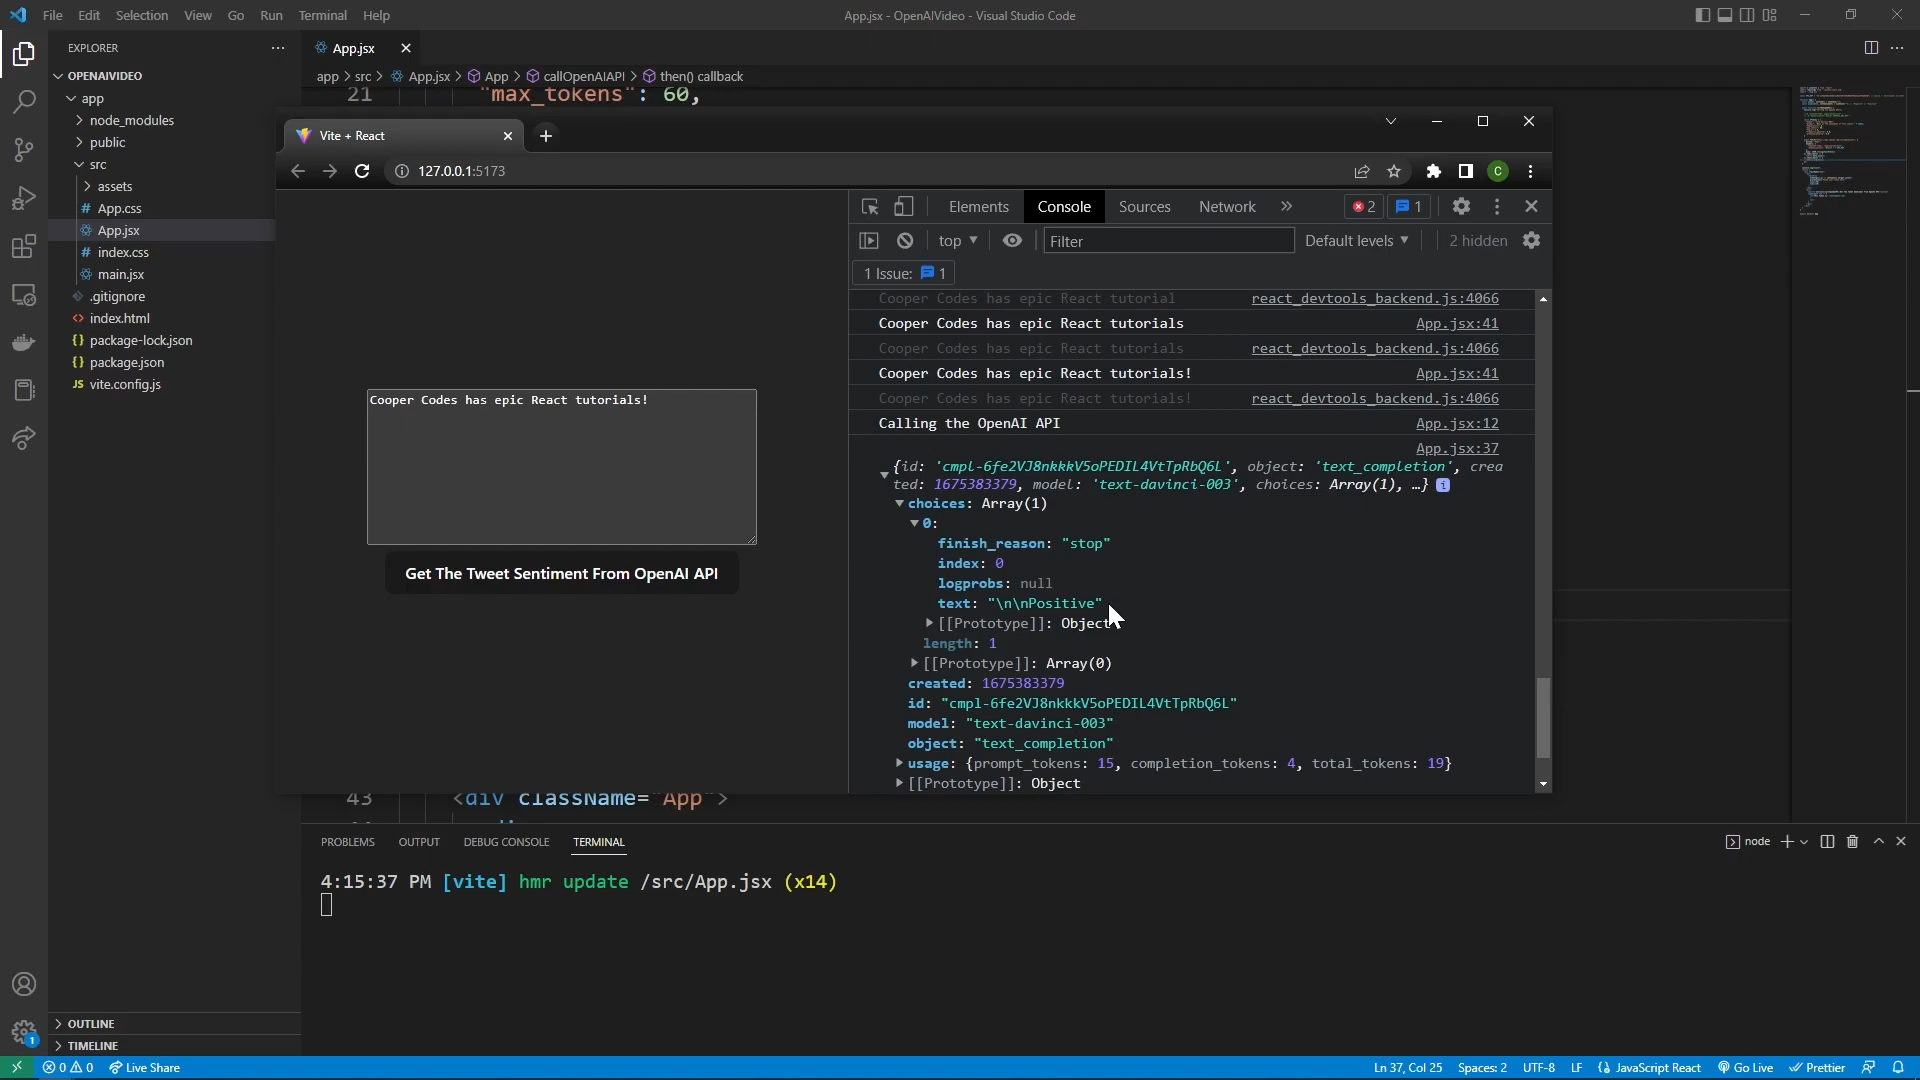 File Edit Selection View Go Run Terminal Help
App.jsx - OpenAIVideo - Visual Studio Code
EXPLORER
OPENAIVIDEO
app
node_modules
public
src
assets
App.css
App.jsx
index.css
main.jsx
.gitignore
index.html
package-lock.json
package.json
vite.config.js
OUTLINE
TIMELINE
App.jsx
app > src > App.jsx > App > callOpenAIAPI > then() callback
21 "max_tokens": 60,
Vite + React
127.0.0.1:5173
C
Cooper Codes has epic React tutorials!
Get The Tweet Sentiment From OpenAI API
Elements Console Sources Network 2 1
top Filter Default levels 2 hidden
1 Issue: 1
Cooper Codes has epic React tutorial react_devtools_backend.js:4066
Cooper Codes has epic React tutorials App.jsx:41
Cooper Codes has epic React tutorials react_devtools_backend.js:4066
Cooper Codes has epic React tutorials! App.jsx:41
Cooper Codes has epic React tutorials! react_devtools_backend.js:4066
Calling the OpenAI API App.jsx:12
App.jsx:37
{id: 'cmpl-6fe2VJ8nkkkV5oPEDIL4VtTpRbQ6L', object: 'text_completion', crea
ted: 1675383379, model: 'text-davinci-003', choices: Array(1), …}
choices: Array(1)
0:
finish_reason: "stop"
index: 0
logprobs: null
text: "\n\nPositive"
[[Prototype]]: Object
length: 1
[[Prototype]]: Array(0)
created: 1675383379
id: "cmpl-6fe2VJ8nkkkV5oPEDIL4VtTpRbQ6L"
model: "text-davinci-003"
object: "text_completion"
usage: {prompt_tokens: 15, completion_tokens: 4, total_tokens: 19}
[[Prototype]]: Object
43 <div className="App">
PROBLEMS OUTPUT DEBUG CONSOLE TERMINAL
node
4:15:37 PM [vite] hmr update /src/App.jsx (x14)
1
0 0 Live Share
Ln 37, Col 25 Spaces: 2 UTF-8 LF JavaScript React Go Live Prettier